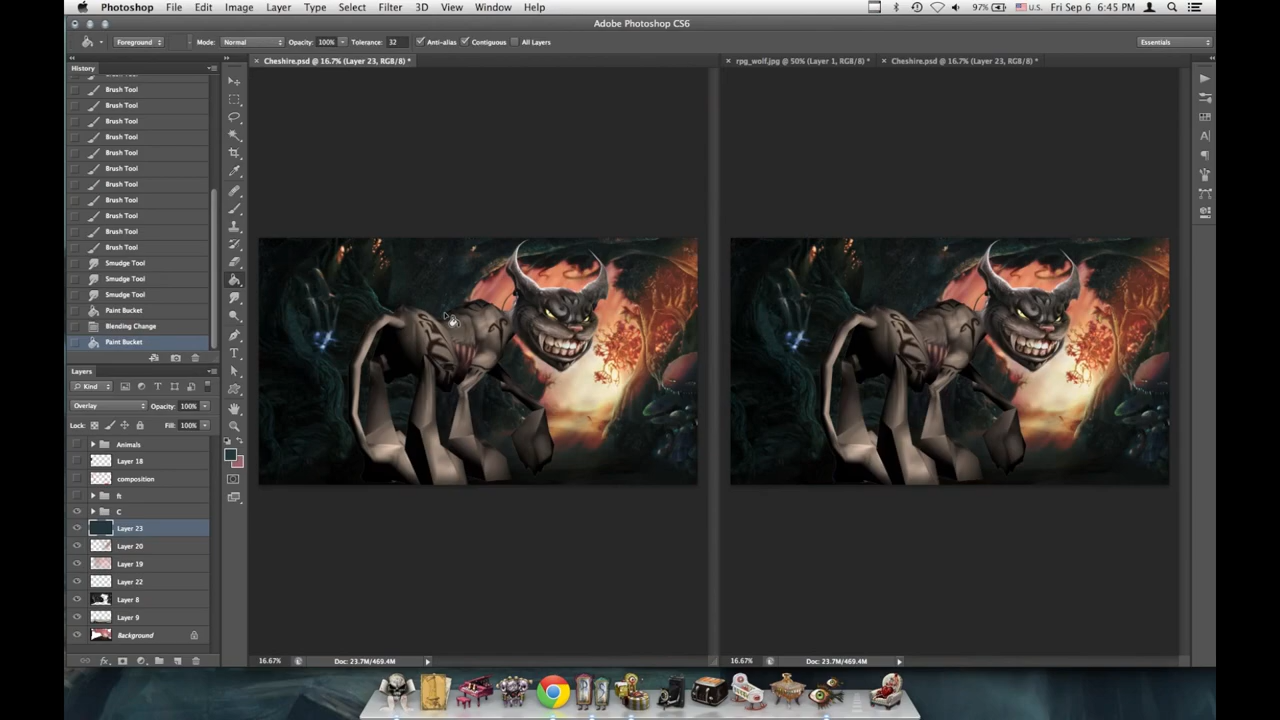 Photoshop File Edit Image Layer Type Select Filter 3D View Window Help 97% U.S. Fri Sep 6 6:45 PM
Adobe Photoshop CS6
Foreground Mode: Normal Opacity: 100% Tolerance: 32 Anti-alias Contiguous All Layers Essentials
Cheshire.psd @ 16.7% (Layer 23, RGB/8) * rpg_wolf.jpg @ 50% (Layer 1, RGB/8) * Cheshire.psd @ 16.7% (Layer 23, RGB/8) *
History
Brush Tool
Brush Tool
Brush Tool
Brush Tool
Brush Tool
Brush Tool
Brush Tool
Brush Tool
Brush Tool
Brush Tool
Brush Tool
Smudge Tool
Smudge Tool
Smudge Tool
Paint Bucket
Blending Change
Paint Bucket
Layers
Kind
Overlay Opacity: 100%
Lock: Fill: 100%
Animals
Layer 18
composition
ft
C
Layer 23
Layer 20
Layer 19
Layer 22
Layer 8
Layer 9
Background
16.67% Doc: 23.7M/469.4M 16.67% Doc: 23.7M/469.4M